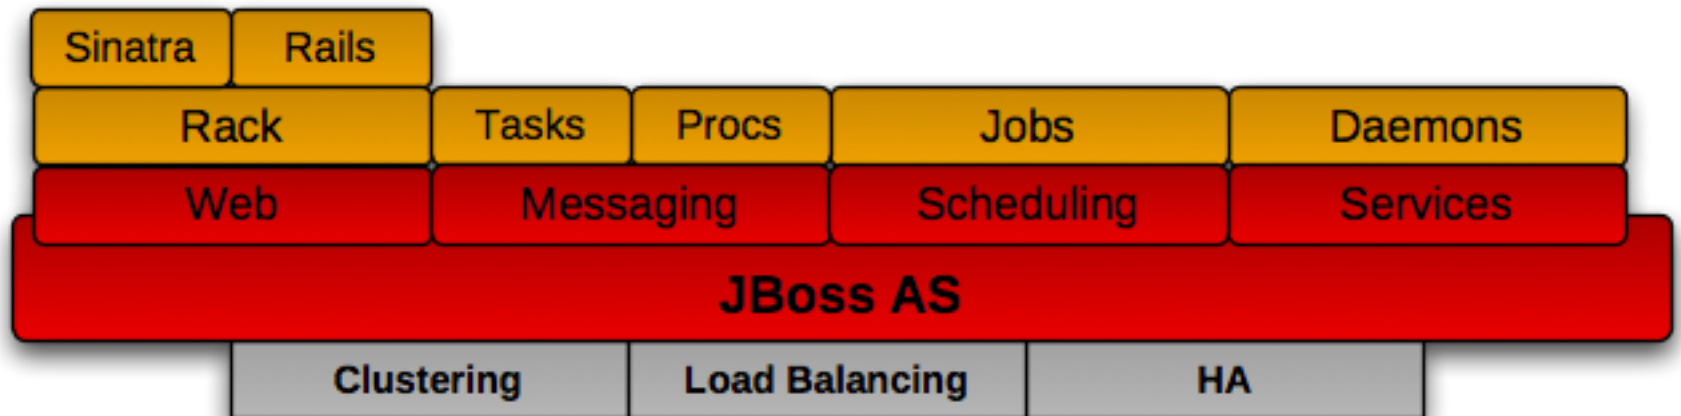 Sinatra Rails
Rack Tasks Procs Jobs Daemons
Web Messaging Scheduling Services
JBoss AS
Clustering Load Balancing HA